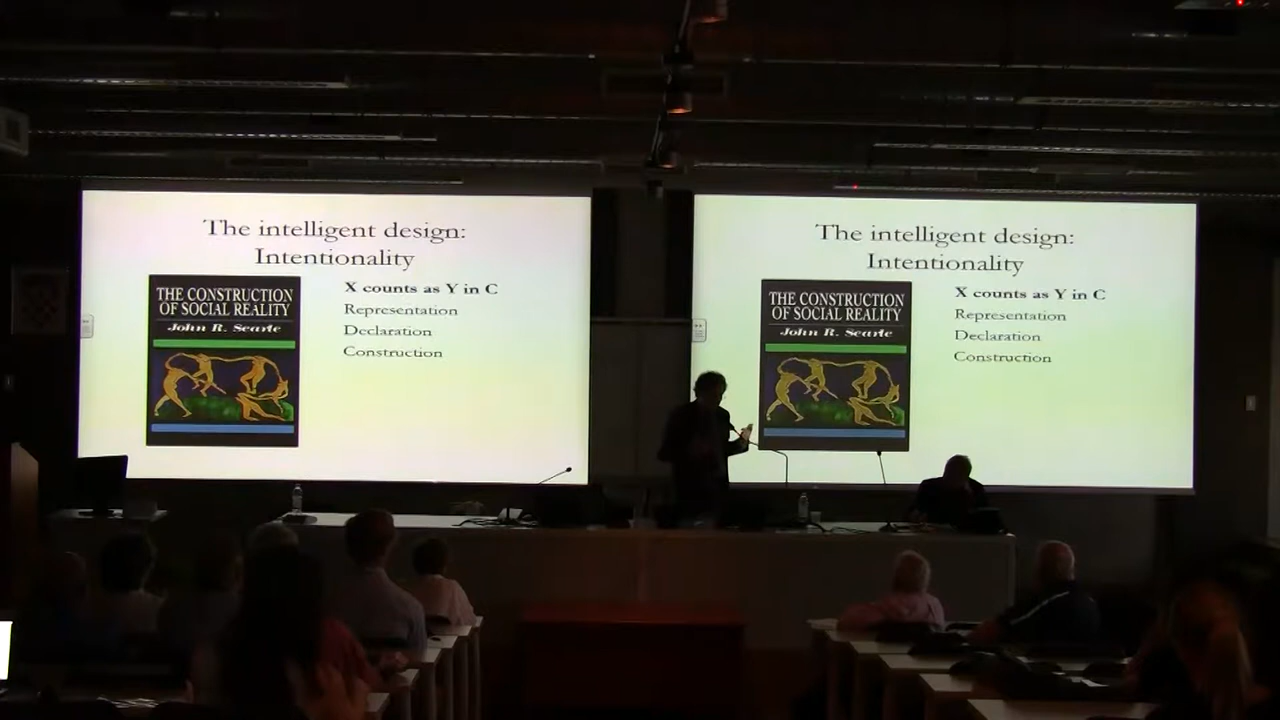 The intelligent design:
Intentionality
THE CONSTRUCTION
OF SOCIAL REALITY
John R. Searle
X counts as Y in C
Representation
Declaration
Construction
The intelligent design:
Intentionality
THE CONSTRUCTION
OF SOCIAL REALITY
John R. Searle
X counts as Y in C
Representation
Declaration
Construction